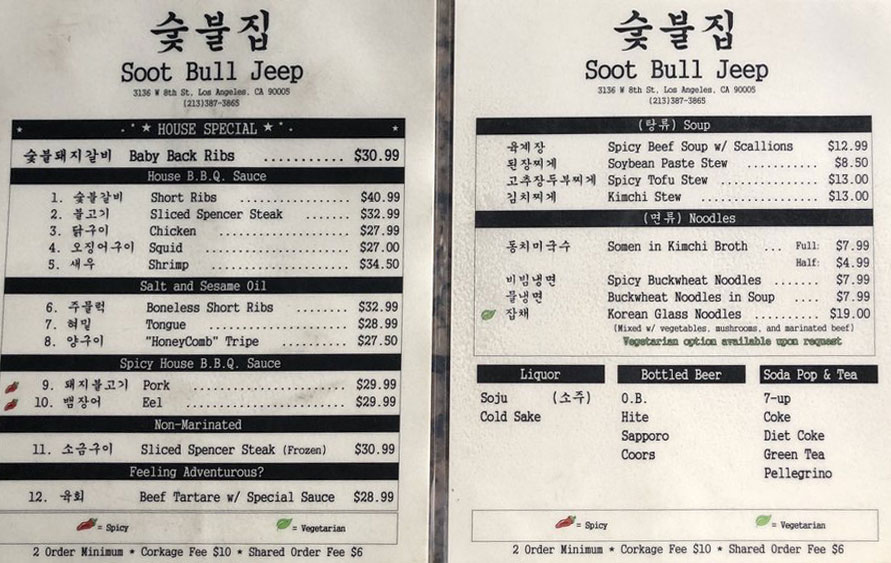 숯불집
Soot Bull Jeep
3136 W 8th St, Los Angeles, CA 90005
(213)387-3865
★ HOUSE SPECIAL ★
숯불돼지갈비 Baby Back Ribs ............ $30.99
House B.B.Q. Sauce
1. 숯불갈비 Short Ribs ................ $40.99
2. 불고기 Sliced Spencer Steak ....... $32.99
3. 닭구이 Chicken ................... $27.99
4. 오징어구이 Squid ..................... $27.00
5. 새우 Shrimp .................... $34.50
Salt and Sesame Oil
6. 주물럭 Boneless Short Ribs ........ $32.99
7. 혀밑 Tongue .................... $28.99
8. 양구이 "HoneyComb" Tripe .......... $27.50
Spicy House B.B.Q. Sauce
9. 돼지불고기 Pork ........................ $29.99
10. 뱀장어 Eel ......................... $29.99
Non-Marinated
11. 소금구이 Sliced Spencer Steak (Frozen) $30.99
Feeling Adventurous?
12. 육회 Beef Tartare w/ Special Sauce $28.99
= Spicy = Vegetarian
2 Order Minimum * Corkage Fee $10 * Shared Order Fee $6
숯불집
Soot Bull Jeep
3136 W 8th St, Los Angeles, CA 90005
(213)387-3865
(탕류) Soup
육계장 Spicy Beef Soup w/ Scallions $12.99
된장찌게 Soybean Paste Stew ........... $8.50
고추장두부찌게 Spicy Tofu Stew .............. $13.00
김치찌게 Kimchi Stew .................. $13.00
(면류) Noodles
동치미국수 Somen in Kimchi Broth ... Full: $7.99
Half: $4.99
비빔냉면 Spicy Buckwheat Noodles ....... $7.99
물냉면 Buckwheat Noodles in Soup .... $7.99
잡채 Korean Glass Noodles ......... $19.00
(Mixed w/ vegetables, mushrooms, and marinated beef)
Vegetarian option available upon request
Liquor
Soju (소주)
Cold Sake
Bottled Beer
O.B.
Hite
Sapporo
Coors
Soda Pop & Tea
7-up
Coke
Diet Coke
Green Tea
Pellegrino
= Spicy = Vegetarian
2 Order Minimum * Corkage Fee $10 * Shared Order Fee $6